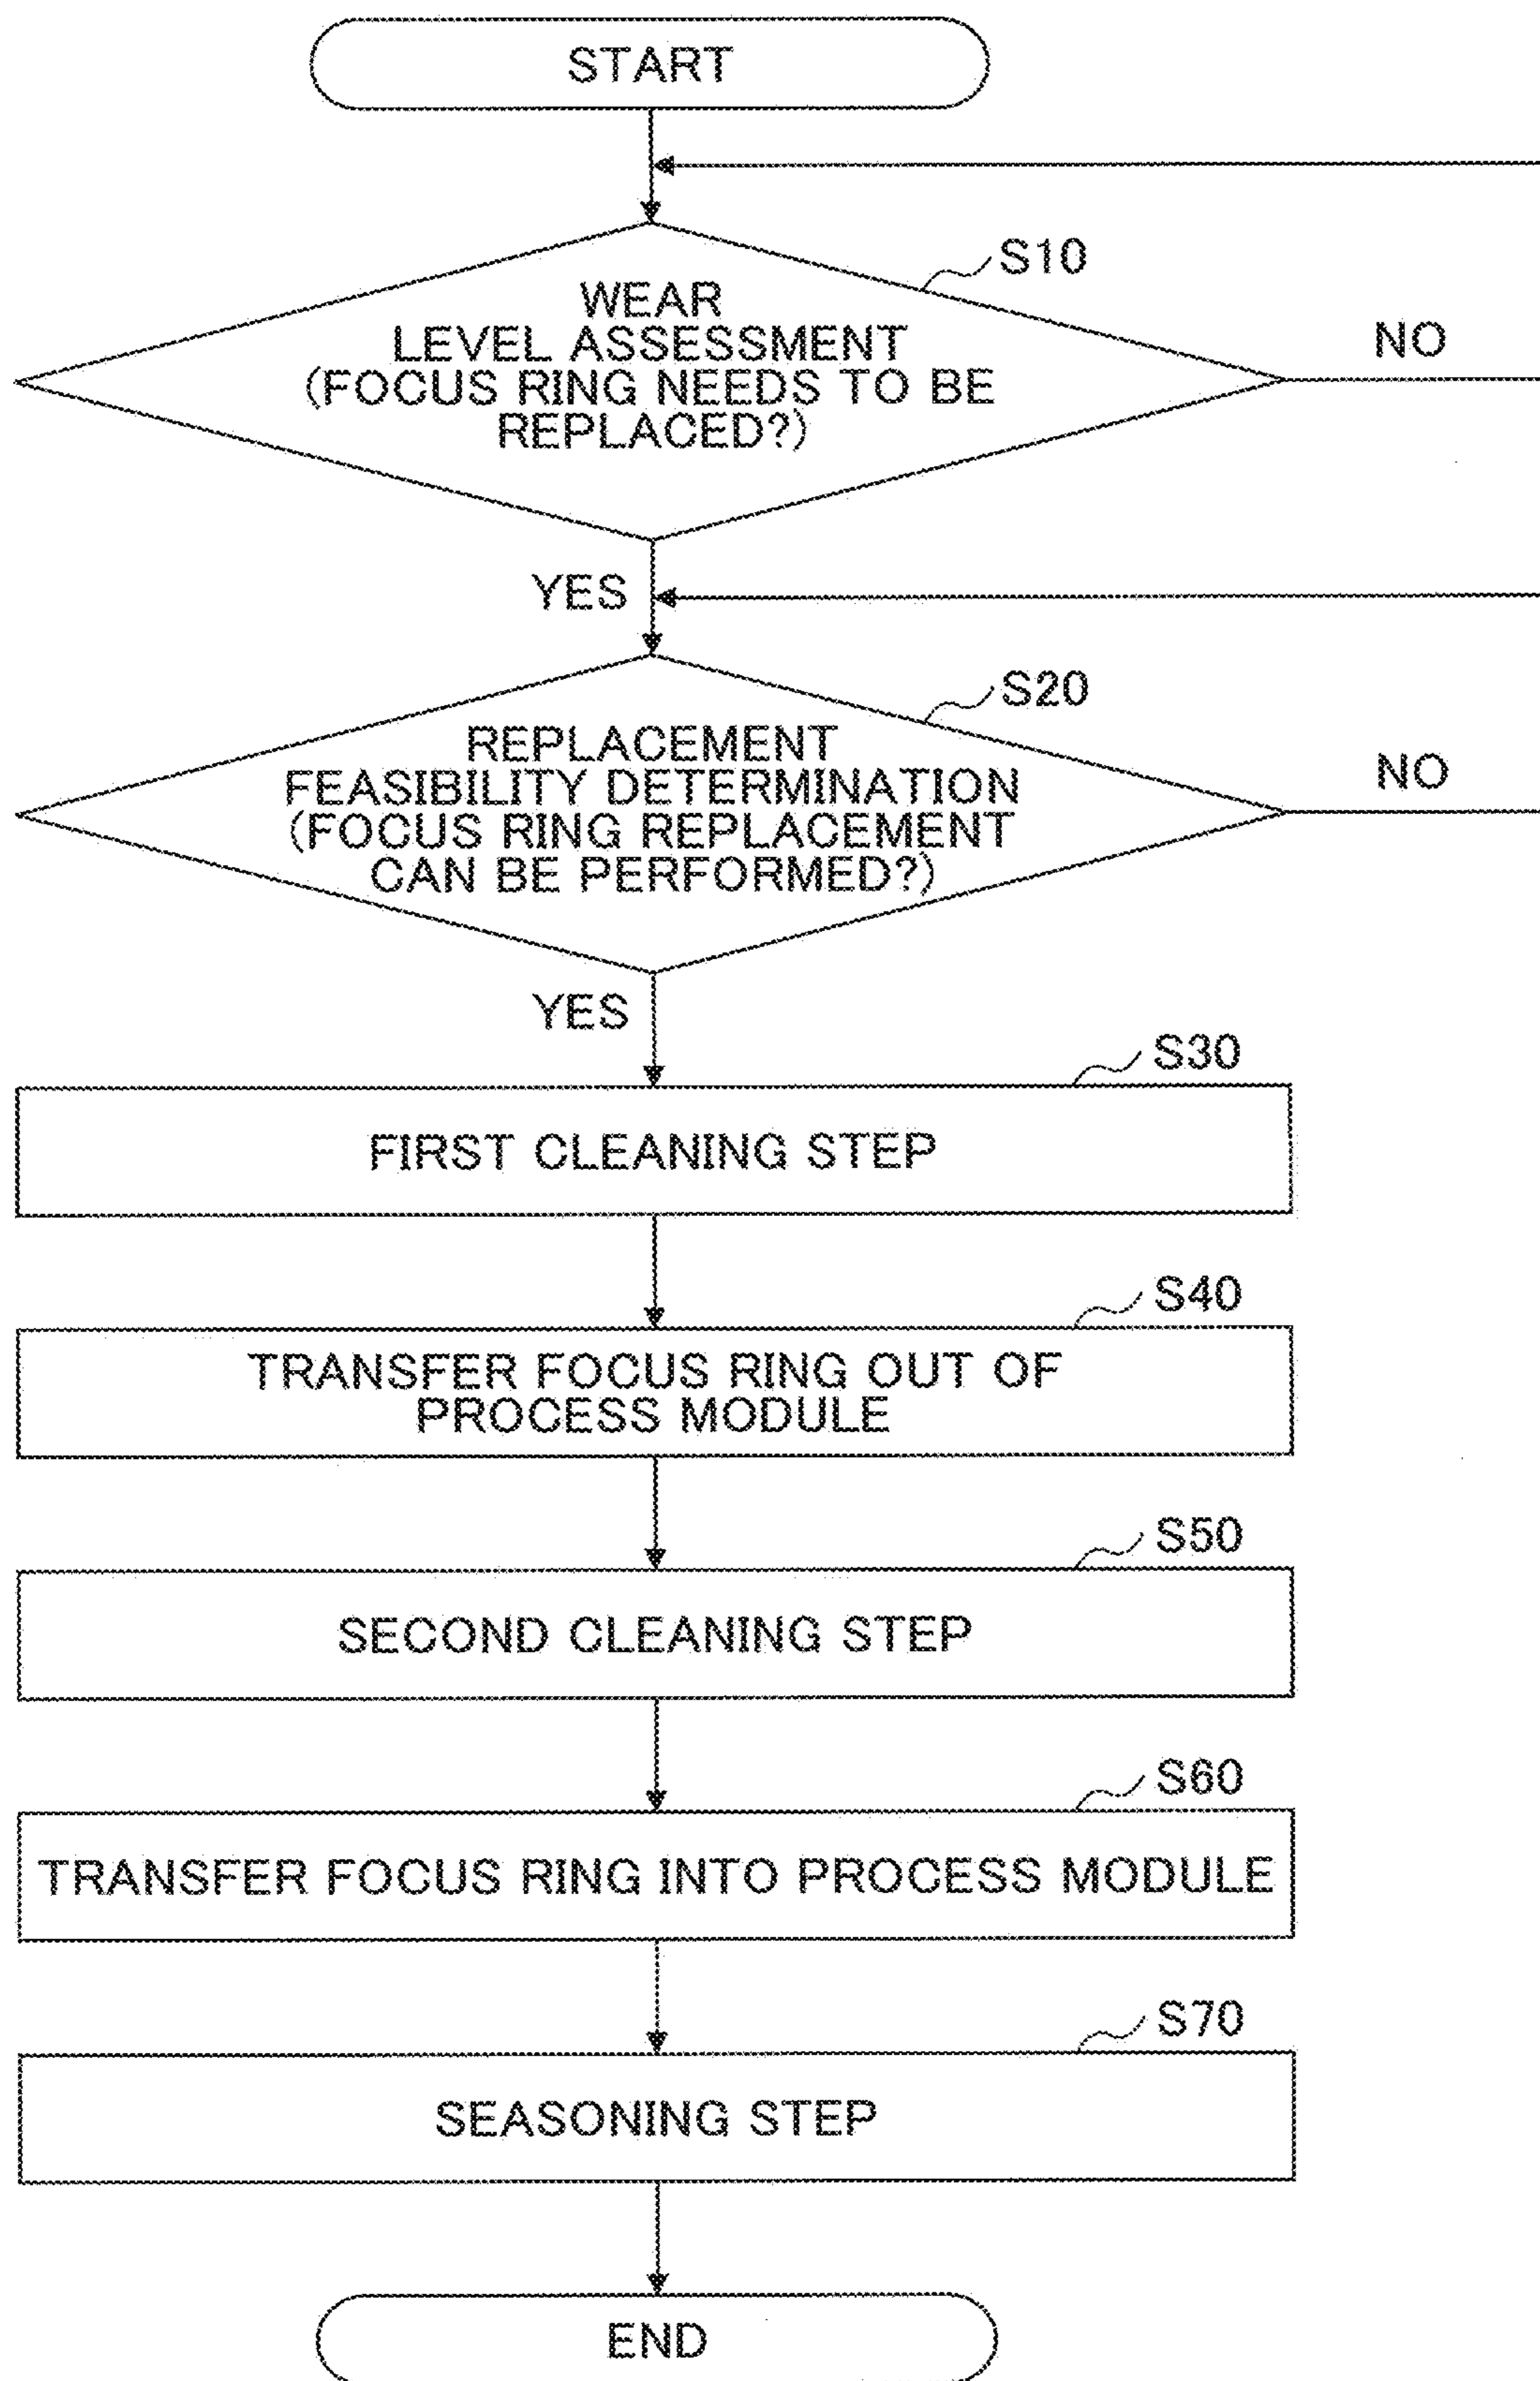 START
S10
WEAR
LEVEL ASSESSMENT
(FOCUS RING NEEDS TO BE
REPLACED?)
NO
YES
S20
REPLACEMENT
FEASIBILITY DETERMINATION
(FOCUS RING REPLACEMENT
CAN BE PERFORMED?)
NO
YES
S30
FIRST CLEANING STEP
S40
TRANSFER FOCUS RING OUT OF
PROCESS MODULE
S50
SECOND CLEANING STEP
S60
TRANSFER FOCUS RING INTO PROCESS MODULE
S70
SEASONING STEP
END